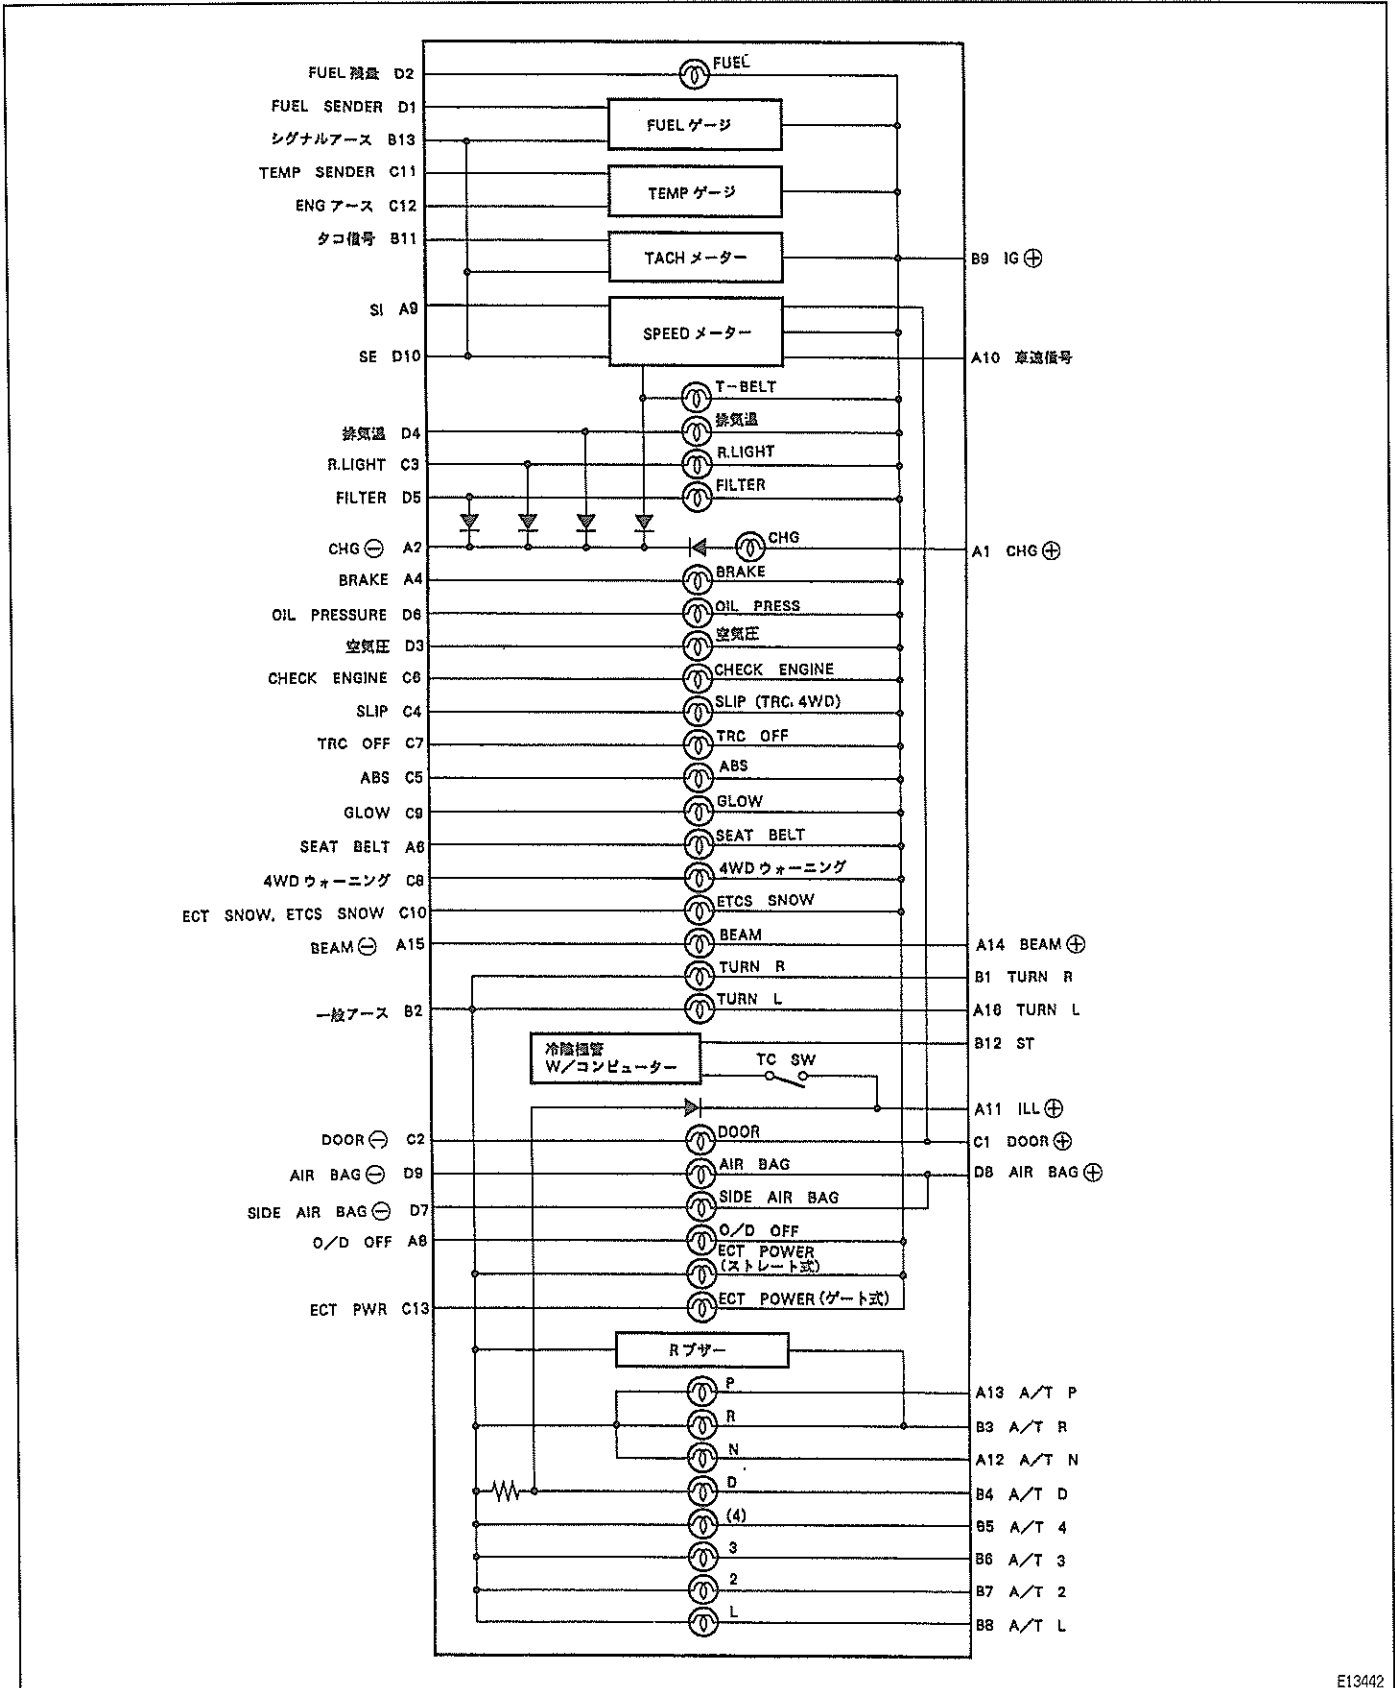 FUEL 残量 D2
FUEL
FUEL SENDER D1
FUEL ゲージ
シグナルアース B13
TEMP SENDER C11
TEMP ゲージ
ENG アース C12
タコ信号 B11
TACH メーター
B9 IG⊕
SI A9
SPEED メーター
SE D10
A10 車速信号
T-BELT
排気温 D4
排気温
R.LIGHT C3
R.LIGHT
FILTER D5
FILTER
CHG⊖ A2
CHG
A1 CHG⊕
BRAKE A4
BRAKE
OIL PRESSURE D6
OIL PRESS
空気圧 D3
空気圧
CHECK ENGINE C6
CHECK ENGINE
SLIP C4
SLIP (TRC, 4WD)
TRC OFF C7
TRC OFF
ABS C5
ABS
GLOW C9
GLOW
SEAT BELT A6
SEAT BELT
4WDウォーニング C8
4WDウォーニング
ECT SNOW, ETCS SNOW C10
ETCS SNOW
BEAM⊖ A15
BEAM
A14 BEAM⊕
TURN R
B1 TURN R
一般アース B2
TURN L
A16 TURN L
冷陰極管
W/コンピューター
B12 ST
TC SW
A11 ILL⊕
DOOR⊖ C2
DOOR
C1 DOOR⊕
AIR BAG⊖ D9
AIR BAG
D8 AIR BAG⊕
SIDE AIR BAG⊖ D7
SIDE AIR BAG
O/D OFF A8
O/D OFF
ECT POWER
(ストレート式)
ECT PWR C13
ECT POWER(ゲート式)
Rブザー
P
A13 A/T P
R
B3 A/T R
N
A12 A/T N
D
B4 A/T D
(4)
B5 A/T 4
3
B6 A/T 3
2
B7 A/T 2
L
B8 A/T L
E13442